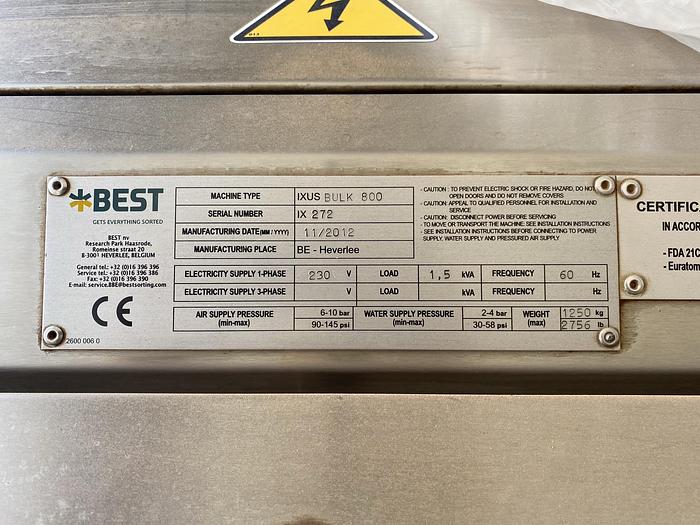 BEST
GETS EVERYTHING SORTED
BEST nv
Research Park Haasrode,
Romeinse straat 20
B-3001 HEVERLEE, BELGIUM
General tel.: +32 (0)16 396 396
Service tel.: +32 (0)16 396 386
Fax: +32 (0)16 396 390
E-mail: service.BBE@bestsorting.com
CE
2600 006 0
MACHINE TYPE IXUS BULK 800
SERIAL NUMBER IX 272
MANUFACTURING DATE (MM / YYYY) 11/2012
MANUFACTURING PLACE BE - Heverlee
- CAUTION : TO PREVENT ELECTRIC SHOCK OR FIRE HAZARD, DO NOT
OPEN DOORS AND DO NOT REMOVE COVERS.
- CAUTION: APPEAL TO QUALIFIED PERSONNEL FOR INSTALLATION AND
SERVICE
- CAUTION: DISCONNECT POWER BEFORE SERVICING
- TO MOVE OR TRANSPORT THE MACHINE: SEE INSTALLATION INSTRUCTIONS
- SEE INSTALLATION INSTRUCTIONS BEFORE CONNECTING TO POWER
SUPPLY, WATER SUPPLY AND PRESSURED AIR SUPPLY.
ELECTRICITY SUPPLY 1-PHASE 230 V LOAD 1,5 kVA FREQUENCY 60 Hz
ELECTRICITY SUPPLY 3-PHASE V LOAD kVA FREQUENCY Hz
AIR SUPPLY PRESSURE (min-max) 6-10 bar WATER SUPPLY PRESSURE (min-max) 2-4 bar WEIGHT (max) 1250 kg
90-145 psi 30-58 psi 2756 lb
CERTIFIC
IN ACCOR
- FDA 21C
- Euratom